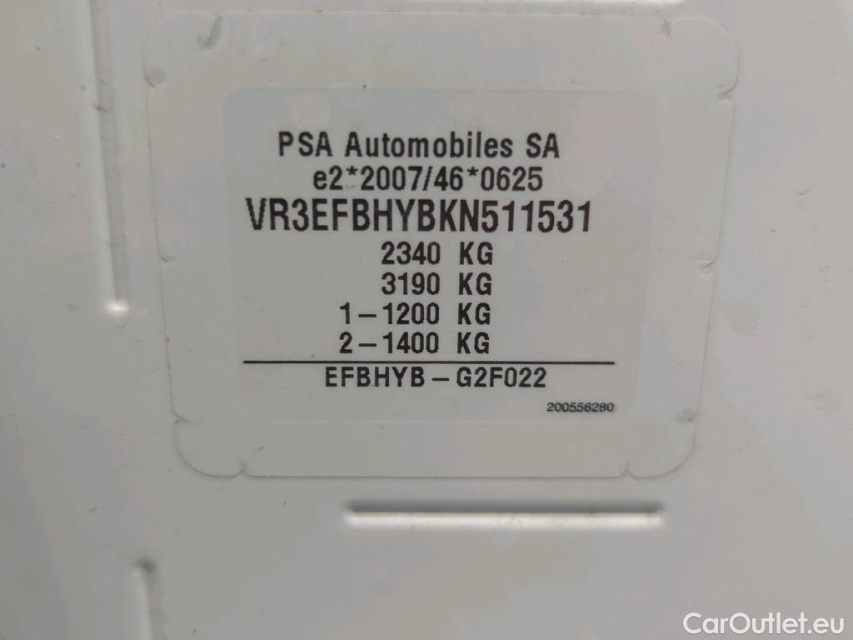 PSA Automobiles SA
e2*2007/46*0625
VR3EFBHYBKN511531
2340 KG
3190 KG
1-1200 KG
2-1400 KG
EFBHYB-G2F022
200556280
CarOutlet.eu